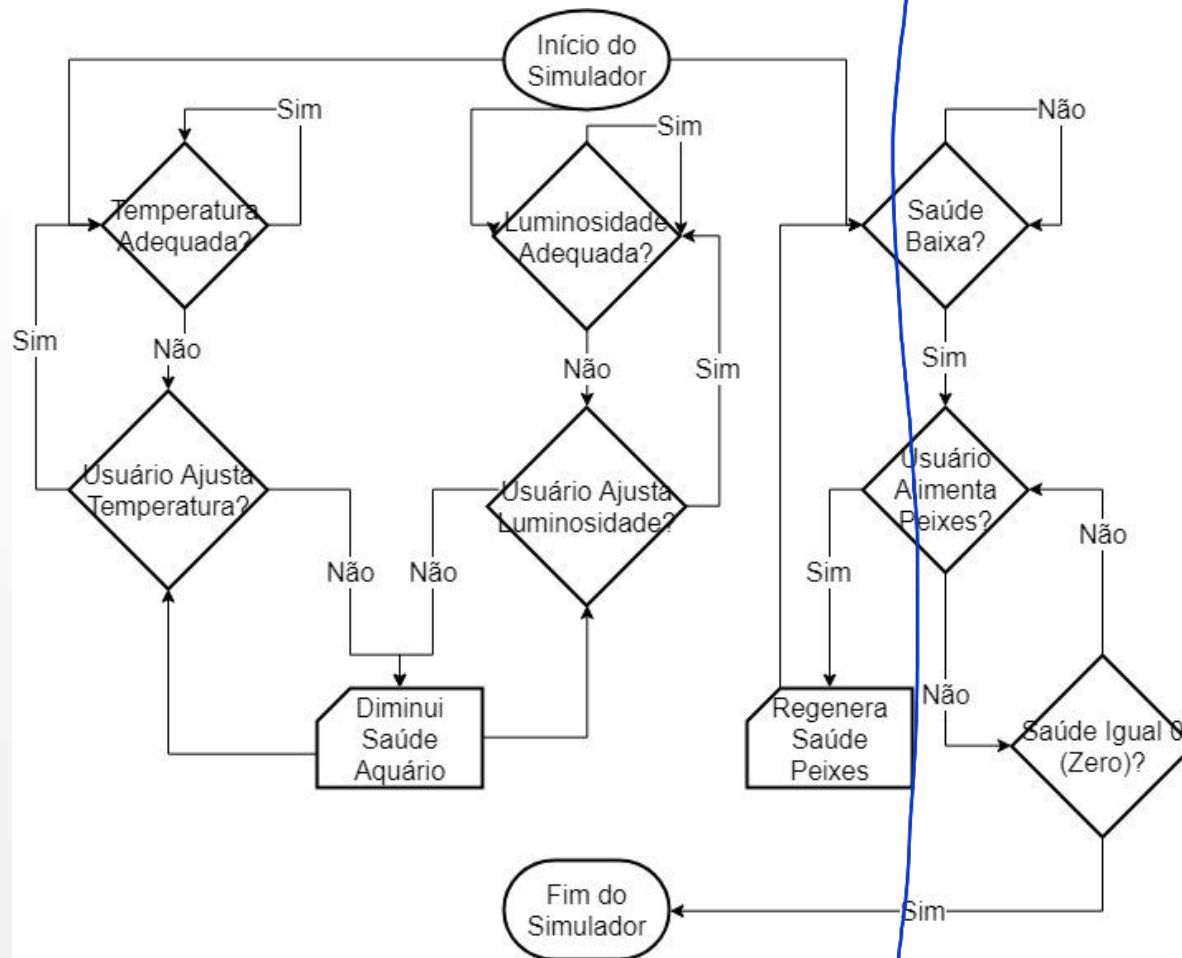 Início do
Simulador
Sim
Sim
Não
Temperatura
Adequada?
Luminosidade
Adequada?
Saúde
Baixa?
Sim
Não
Não
Sim
Sim
Usuário Ajusta
Temperatura?
Usuário Ajusta
Luminosidade?
Usuário
Alimenta
Peixes?
Não
Não
Não
Sim
Diminui
Saúde
Aquário
Regenera
Saúde
Peixes
Não
Saúde Igual 0
(Zero)?
Fim do
Simulador
Sim